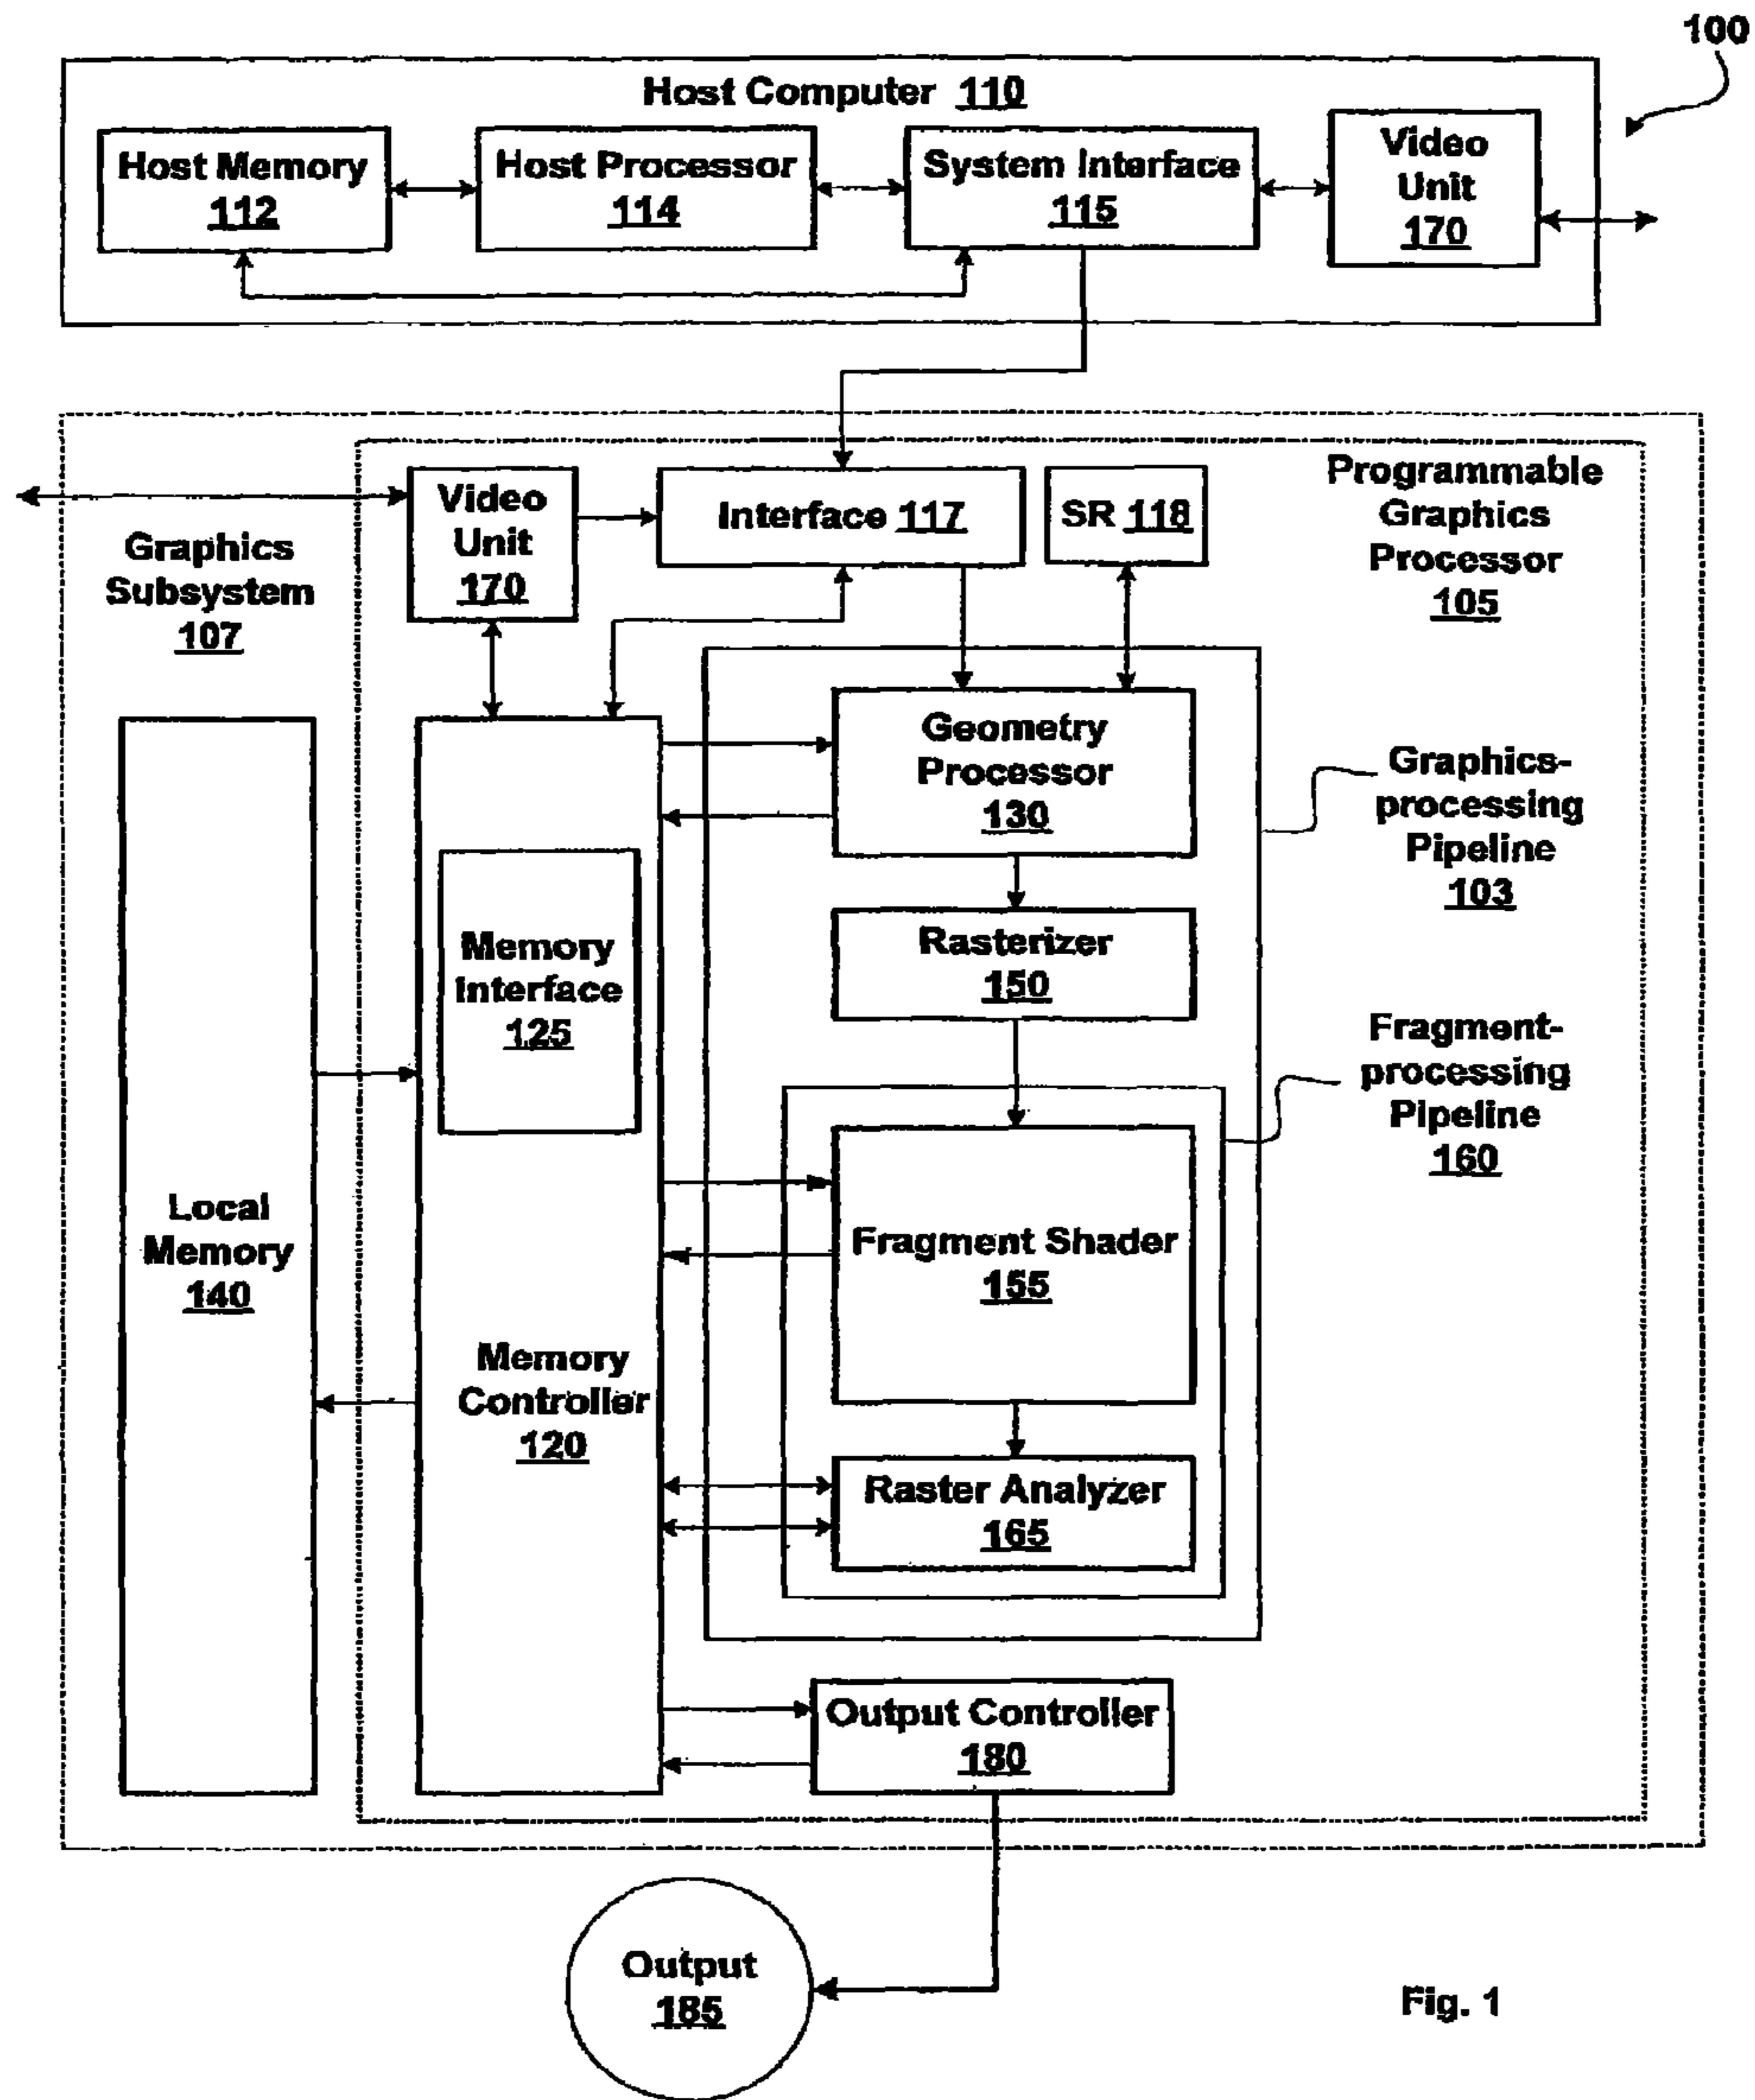 100
Host Computer 110
Host Memory
112
Host Processor
114
System Interface
115
Video
Unit
170
Programmable
Graphics
Processor
105
Video
Unit
170
Interface 117
SR 118
Graphics
Subsystem
107
Geometry
Processor
130
Graphics-
processing
Pipeline
103
Memory
Interface
125
Rasterizer
150
Fragment-
processing
Pipeline
160
Local
Memory
140
Fragment Shader
155
Memory
Controller
120
Raster Analyzer
165
Output Controller
180
Output
185
Fig. 1